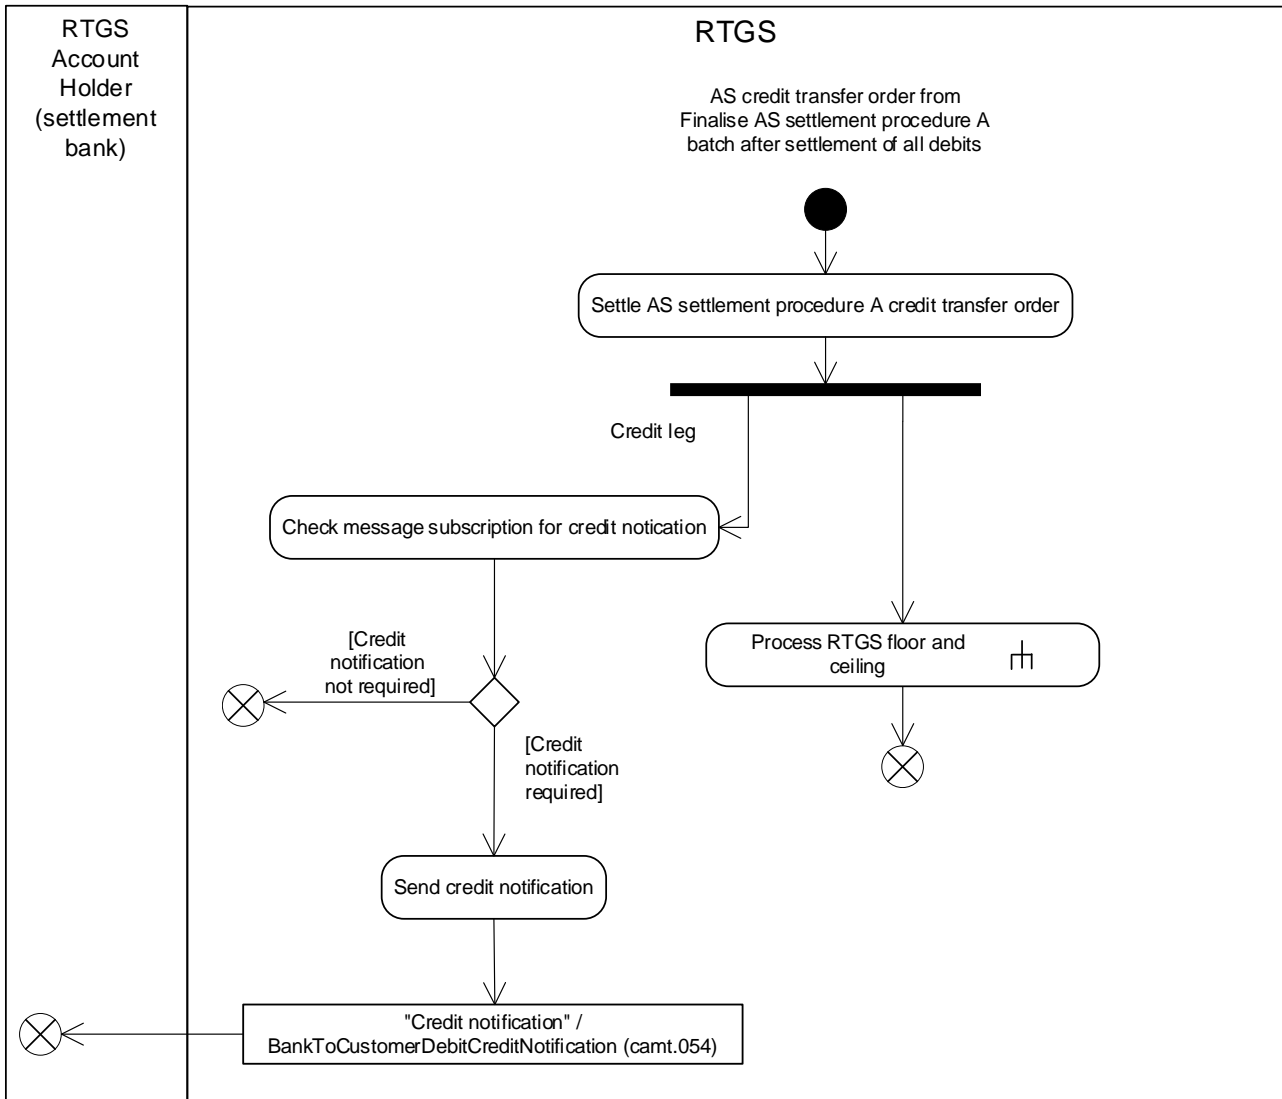 RTGS
Account
Holder
(settlement
bank)
RTGS
AS credit transfer order from
Finalise AS settlement procedure A
batch after settlement of all debits
Settle AS settlement procedure A credit transfer order
Credit leg
Check message subscription for credit notication
[Credit
notification
not required]
Process RTGS floor and
ceiling
[Credit
notification
required]
Send credit notification
"Credit notification" /
BankToCustomerDebitCreditNotification (camt.054)